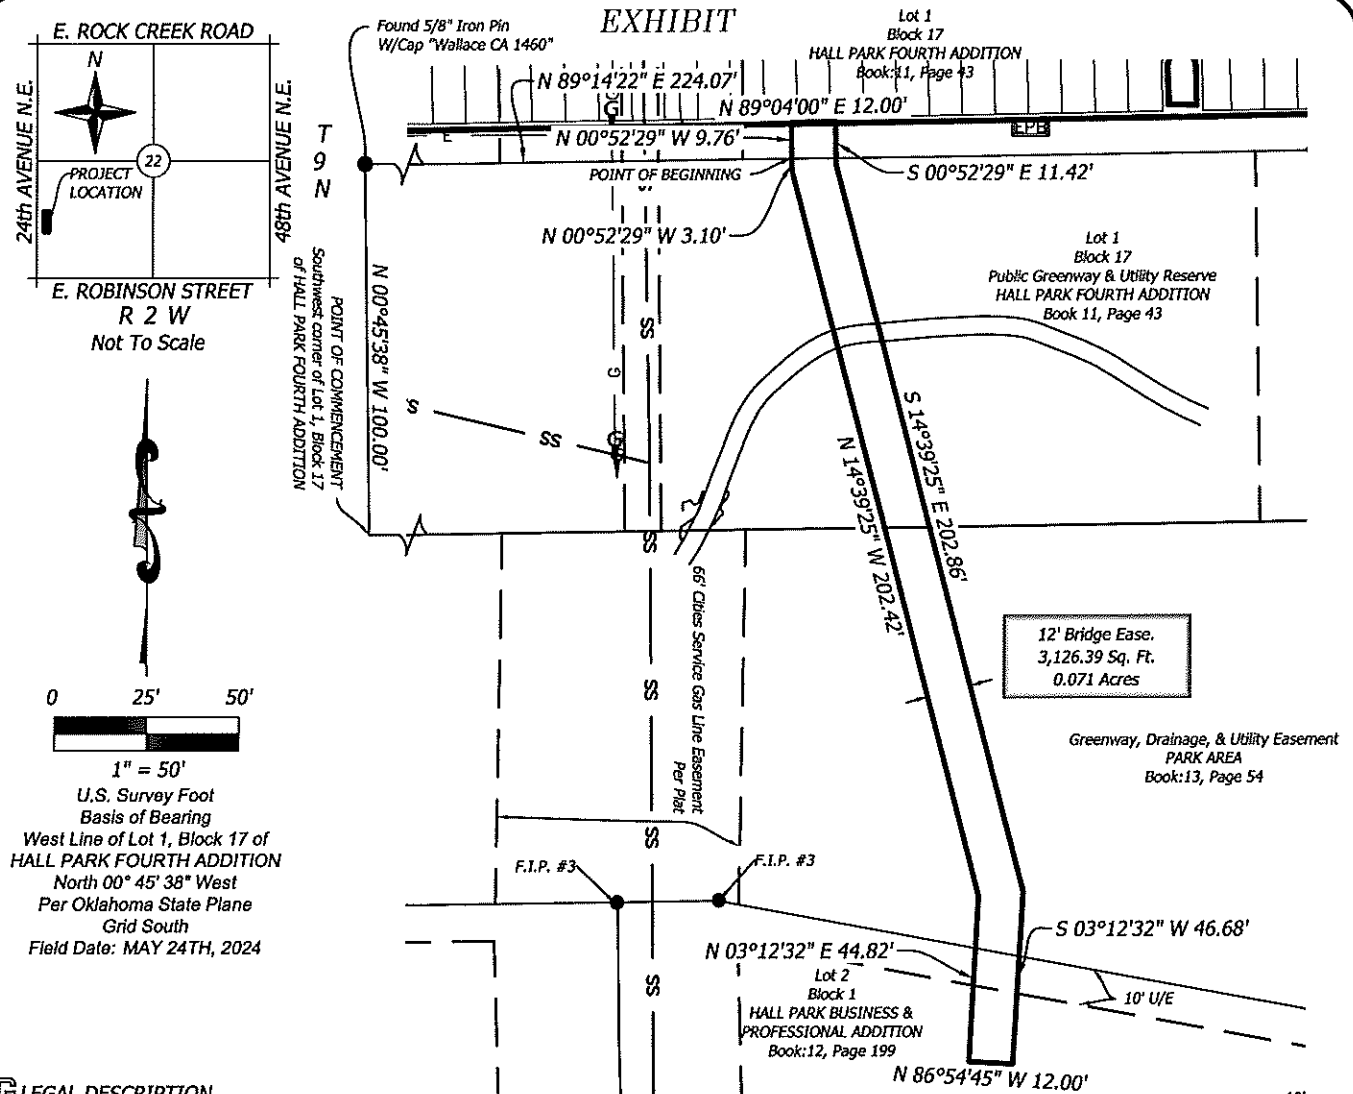 EXHIBIT
E. ROCK CREEK ROAD
N
24th AVENUE N.E.
48th AVENUE N.E.
22
PROJECT
LOCATION
E. ROBINSON STREET
R 2 W
Not To Scale
T
9
N
Found 5/8" Iron Pin
W/Cap "Wallace CA 1460"
Lot 1
Block 17
HALL PARK FOURTH ADDITION
Book:11, Page 43
N 89°14'22" E 224.07'
G
N 89°04'00" E 12.00'
E
N 00°52'29" W 9.76'
EPB
POINT OF BEGINNING
S 00°52'29" E 11.42'
N 00°52'29" W 3.10'
Lot 1
Block 17
Public Greenway & Utility Reserve
HALL PARK FOURTH ADDITION
Book 11, Page 43
POINT OF COMMENCEMENT
Southwest corner of Lot 1, Block 17
of HALL PARK FOURTH ADDITION
N 00°45'38" W 100.00'
SS
G
S
SS
G
SS
S 14°39'25" E 202.86'
N 14°39'25" W 202.42'
66' Cities Service Gas Line Easement
Per Plat
12' Bridge Ease.
3,126.39 Sq. Ft.
0.071 Acres
SS
Greenway, Drainage, & Utility Easement
PARK AREA
Book:13, Page 54
0 25' 50'
1" = 50'
U.S. Survey Foot
Basis of Bearing
West Line of Lot 1, Block 17 of
HALL PARK FOURTH ADDITION
North 00° 45' 38" West
Per Oklahoma State Plane
Grid South
Field Date: MAY 24TH, 2024
SS
F.I.P. #3
F.I.P. #3
S 03°12'32" W 46.68'
N 03°12'32" E 44.82'
SS
Lot 2
Block 1
HALL PARK BUSINESS &
PROFESSIONAL ADDITION
Book:12, Page 199
10' U/E
N 86°54'45" W 12.00'
LEGAL DESCRIPTION